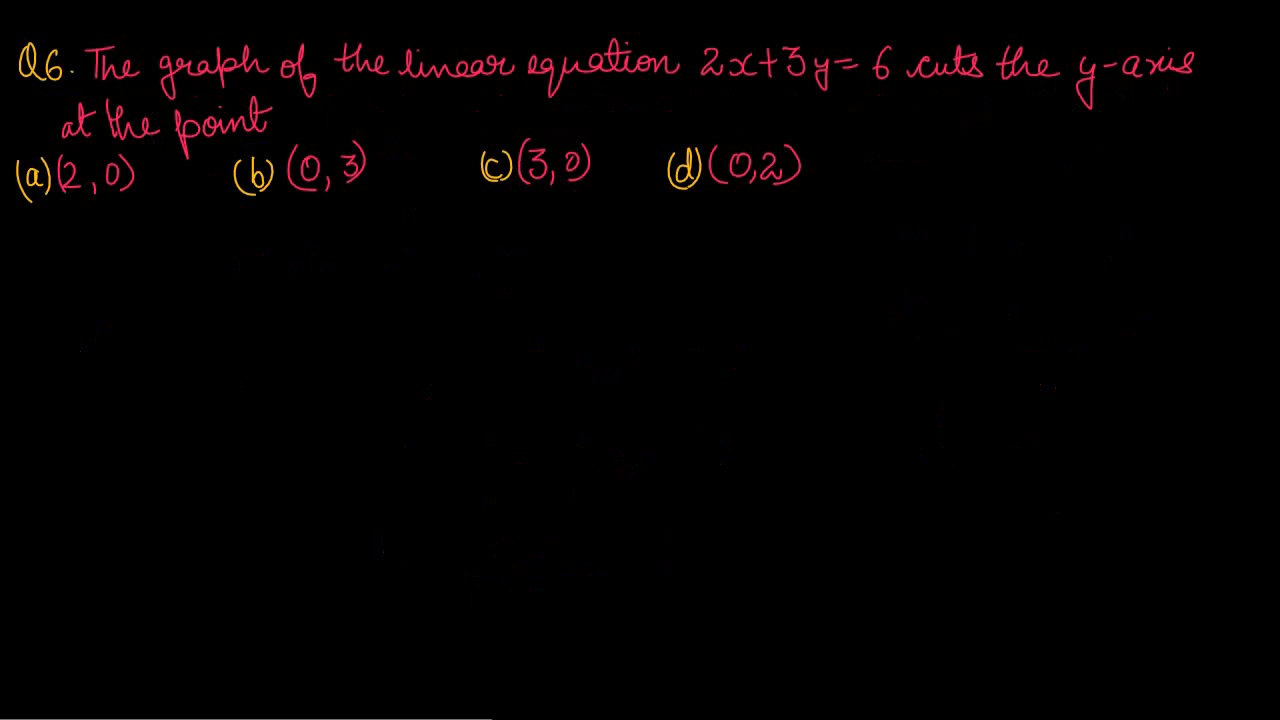 Q6. The graph of the linear equation 2x+3y=6 cuts the y-axis
at the point
(a) (2,0) (b) (0,3) (c) (3,0) (d) (0,2)